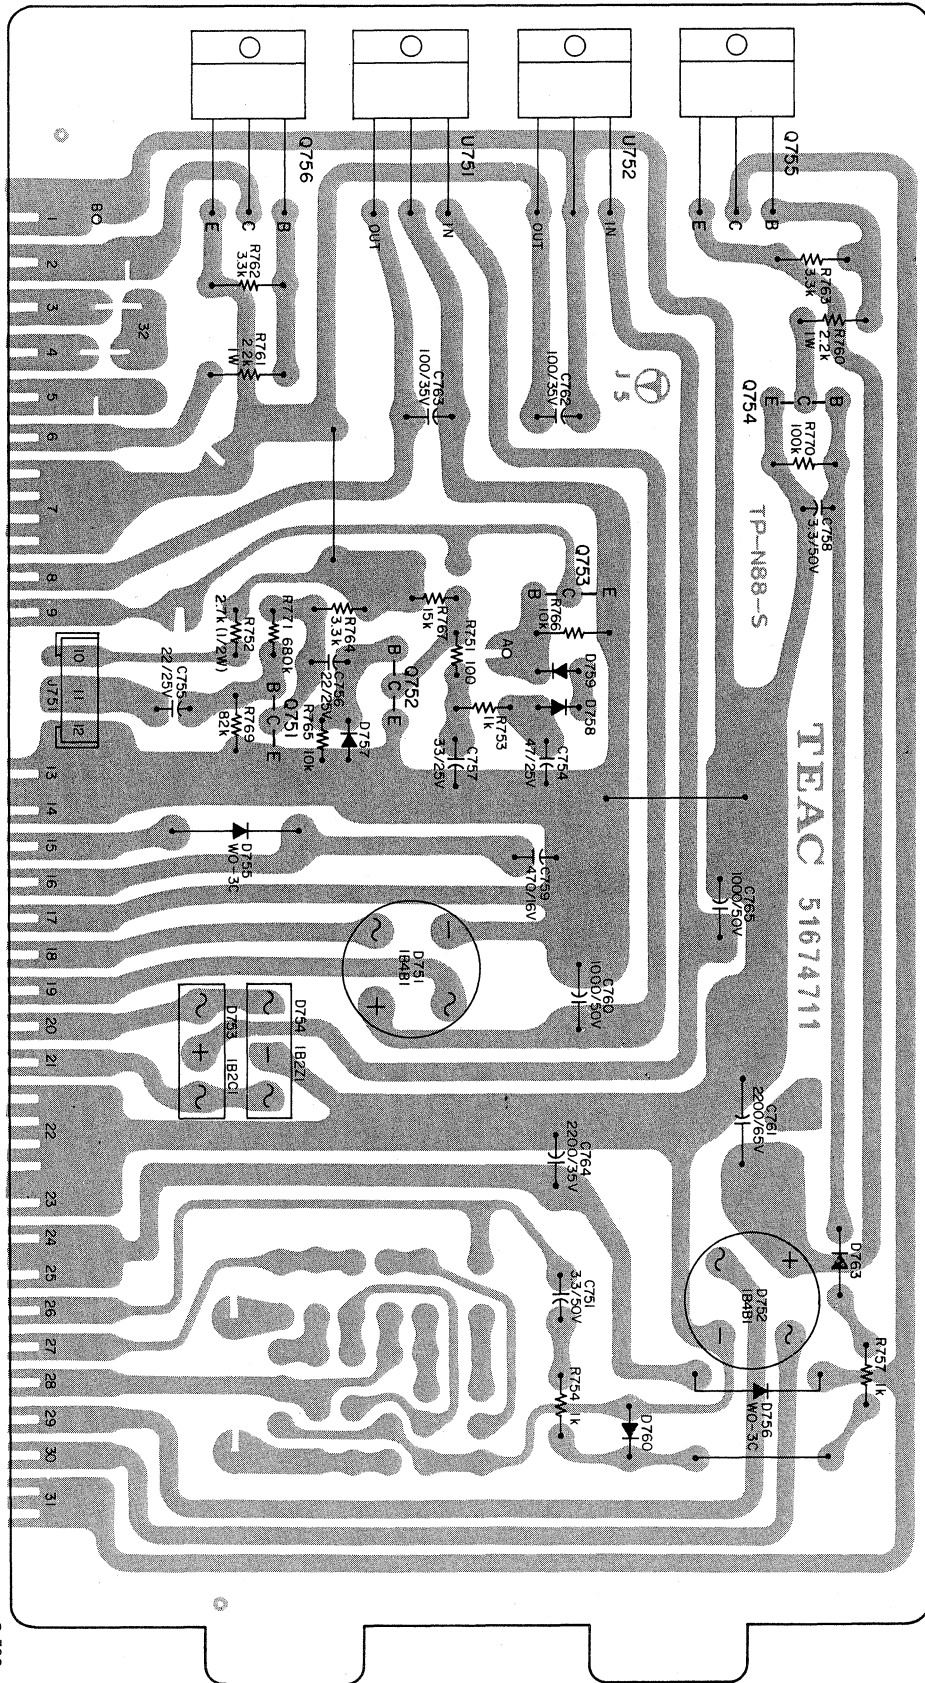 Q756
U751
U752
Q755
E
C
B
OUT
IN
OUT
IN
E
C
B
R762
3.3k
R761
2.2k
1W
R763
3.3k
R760
2.2k
1W
C763
100/35V
C762
100/35V
J S
Q754
E
C
B
R770
100k
C758
3.3/50V
TP-N88-S
Q753
B
C
E
R766
10k
D759
D758
AO
R767
15k
R751 100
R753
1k
C757
33/25V
C754
47/25V
R764
3.3k
C756
22/25V
Q752
B
C
E
R771 680k
R752
2.7k (1/2W)
Q751
B
C
E
R765 10k
D757
R769
82k
C755
22/25V
J751
TEAC 51674711
D755
WO-3C
C759
470/16V
C765
1000/50V
D751
1B4B1
~
−
+
~
C760
1000/50V
D754 1B2Z1
~
−
~
D753 1B2C1
~
+
~
C761
2200/65V
C764
2200/35V
D752
1B4B1
~
+
−
~
D763
C751
3.3/50V
R754 1k
D760
D756
WO-3C
R757 1k
BO
1
2
3
32
4
5
6
7
8
9
10
11
12
13
14
15
16
17
18
19
20
21
22
23
24
25
26
27
28
29
30
31